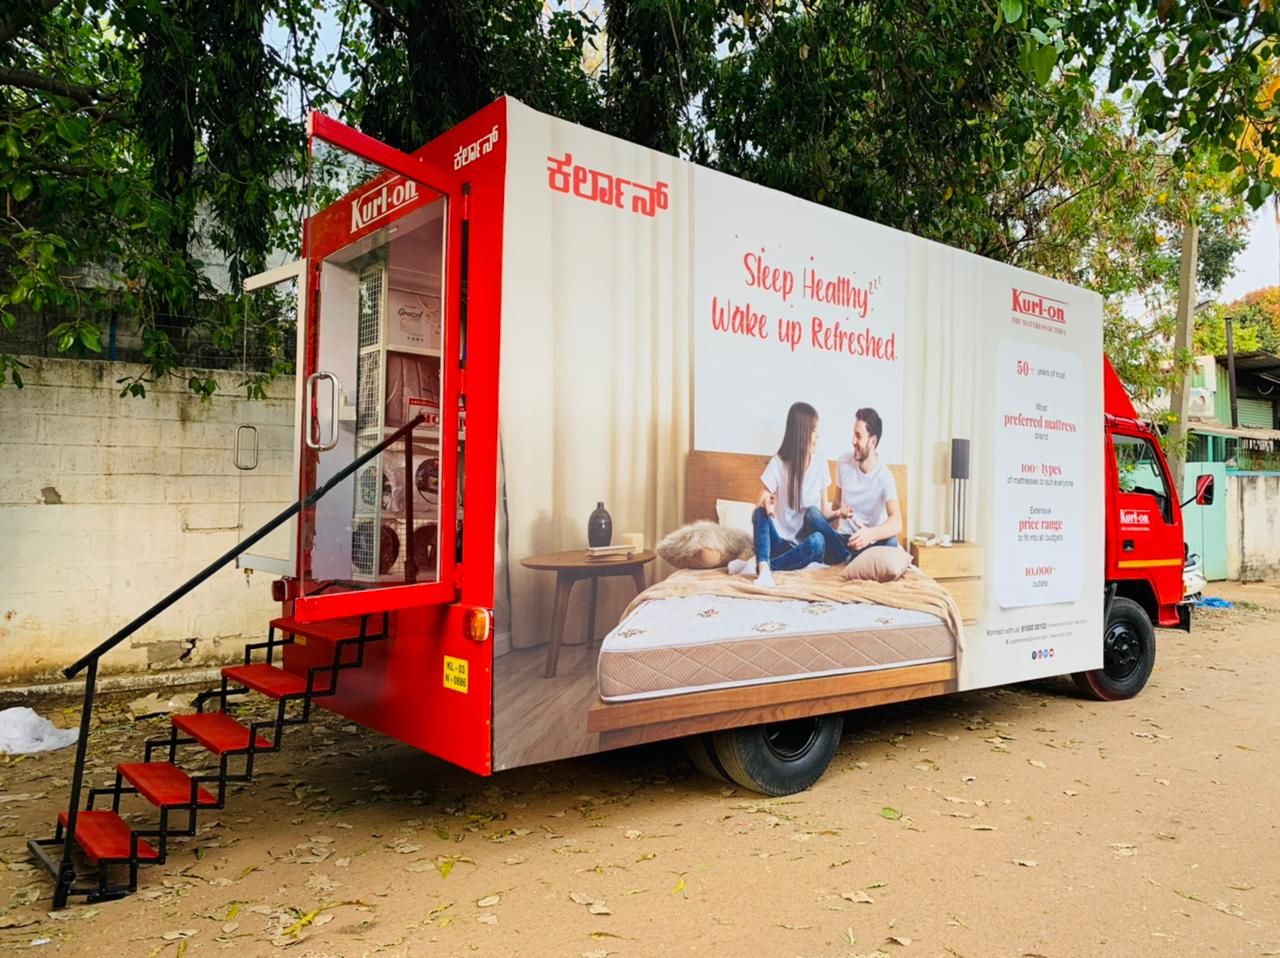 ಕರ್ಲಾನ್
Kurl-on
ಕರ್ಲಾನ್
Sleep Healthy zzz
Wake up Refreshed.
Kurl-on
THE MATTRESS OF INDIA
50+ years of trust
Most
preferred mattress
brand
100+ types
of mattresses to suit everyone
Extensive
price range
to fit into all budgets
10,000+
outlets
Konnect with us
Kurl-on
KL - 03
N - 0886